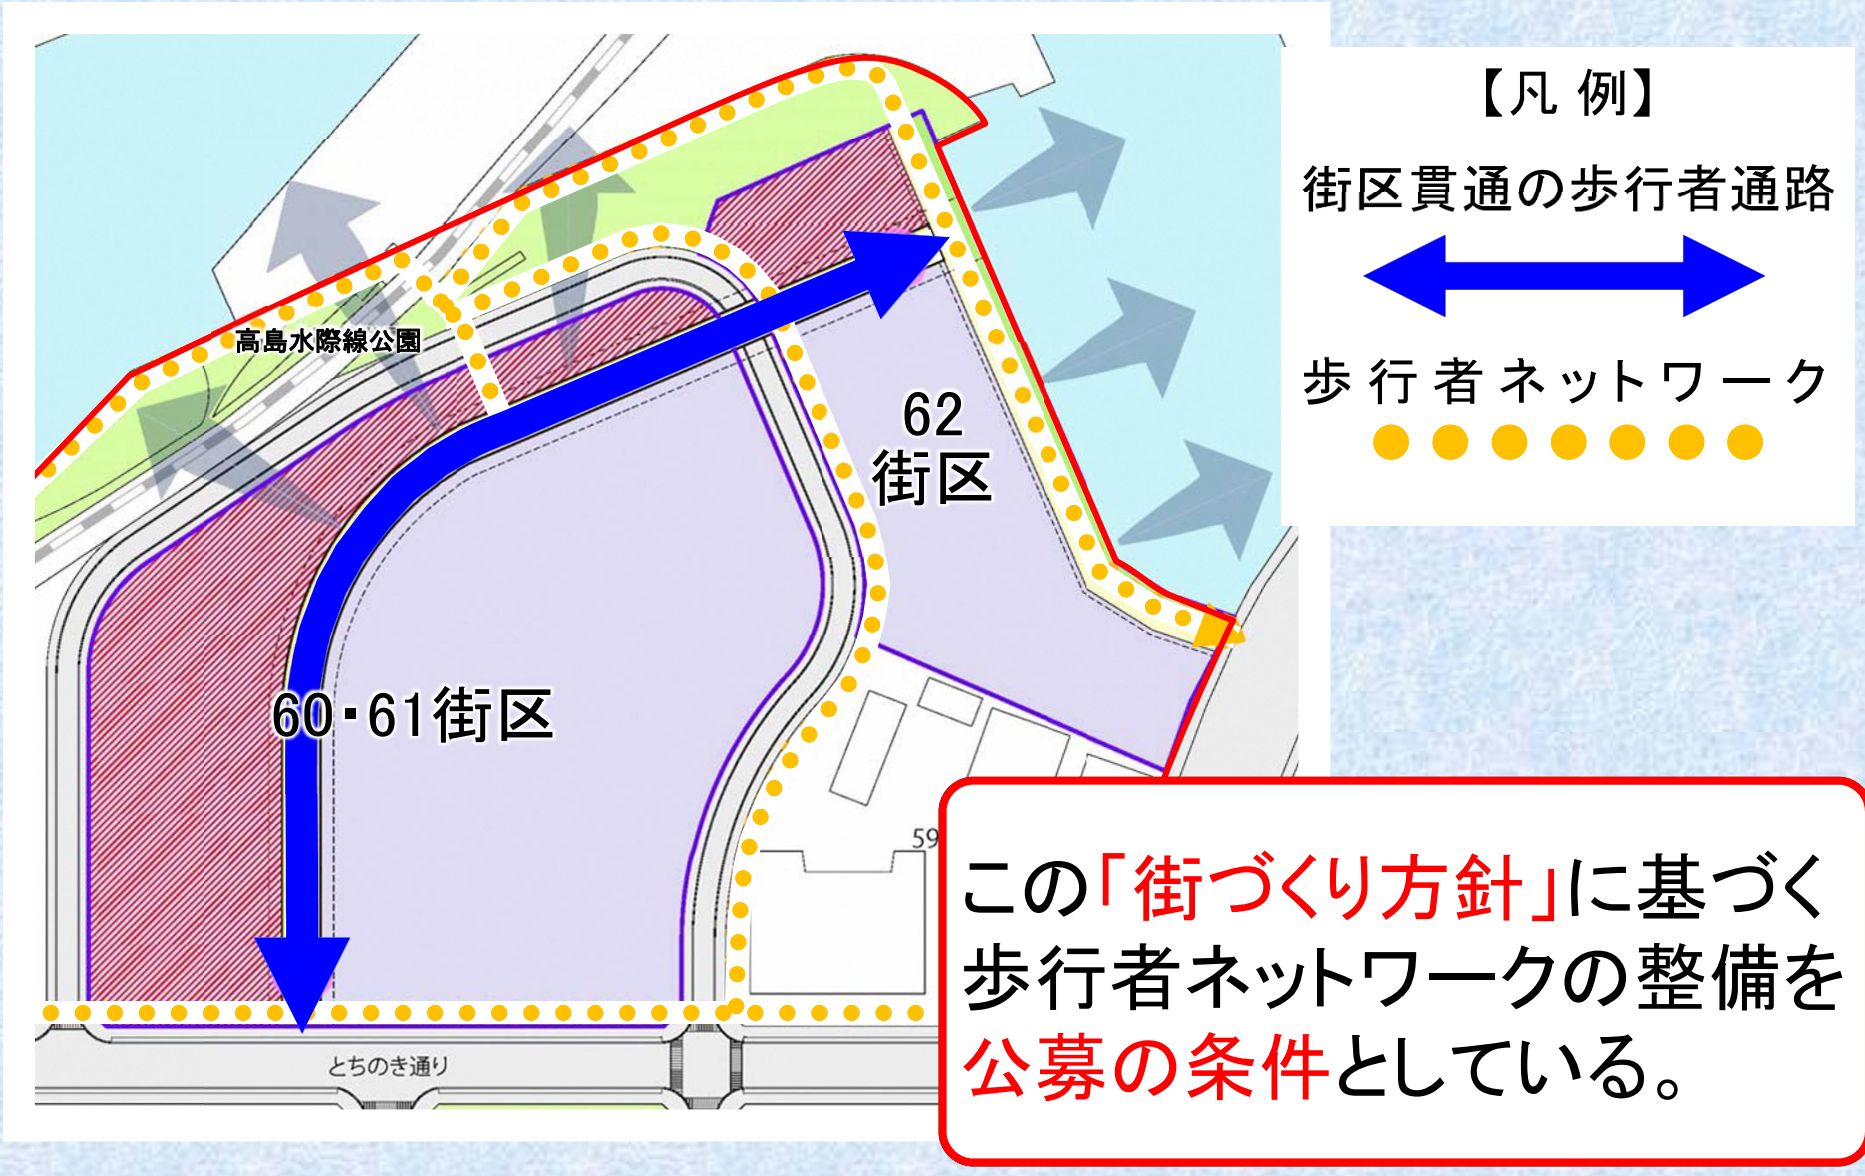 【凡 例】
街区貫通の歩行者通路
歩行者ネットワーク
高島水際線公園
62
街区
60・61街区
59
とちのき通り
この「街づくり方針」に基づく
歩行者ネットワークの整備を
公募の条件としている。